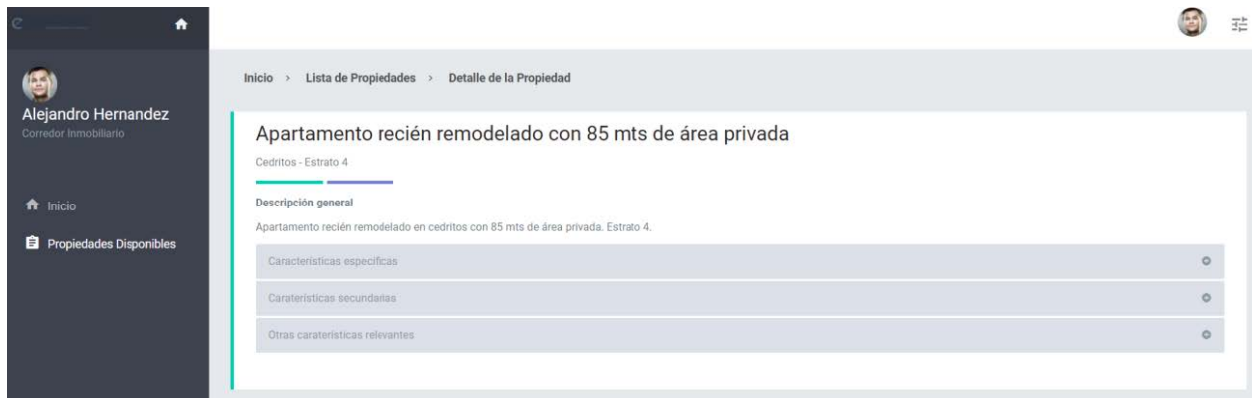 Alejandro Hernandez
Corredor Inmobiliario
Inicio
Propiedades Disponibles
Inicio > Lista de Propiedades > Detalle de la Propiedad
Apartamento recién remodelado con 85 mts de área privada
Cedritos - Estrato 4
Descripción general
Apartamento recién remodelado en cedritos con 85 mts de área privada. Estrato 4.
Características especificas
Caraterísticas secundarias
Otras caraterísticas relevantes